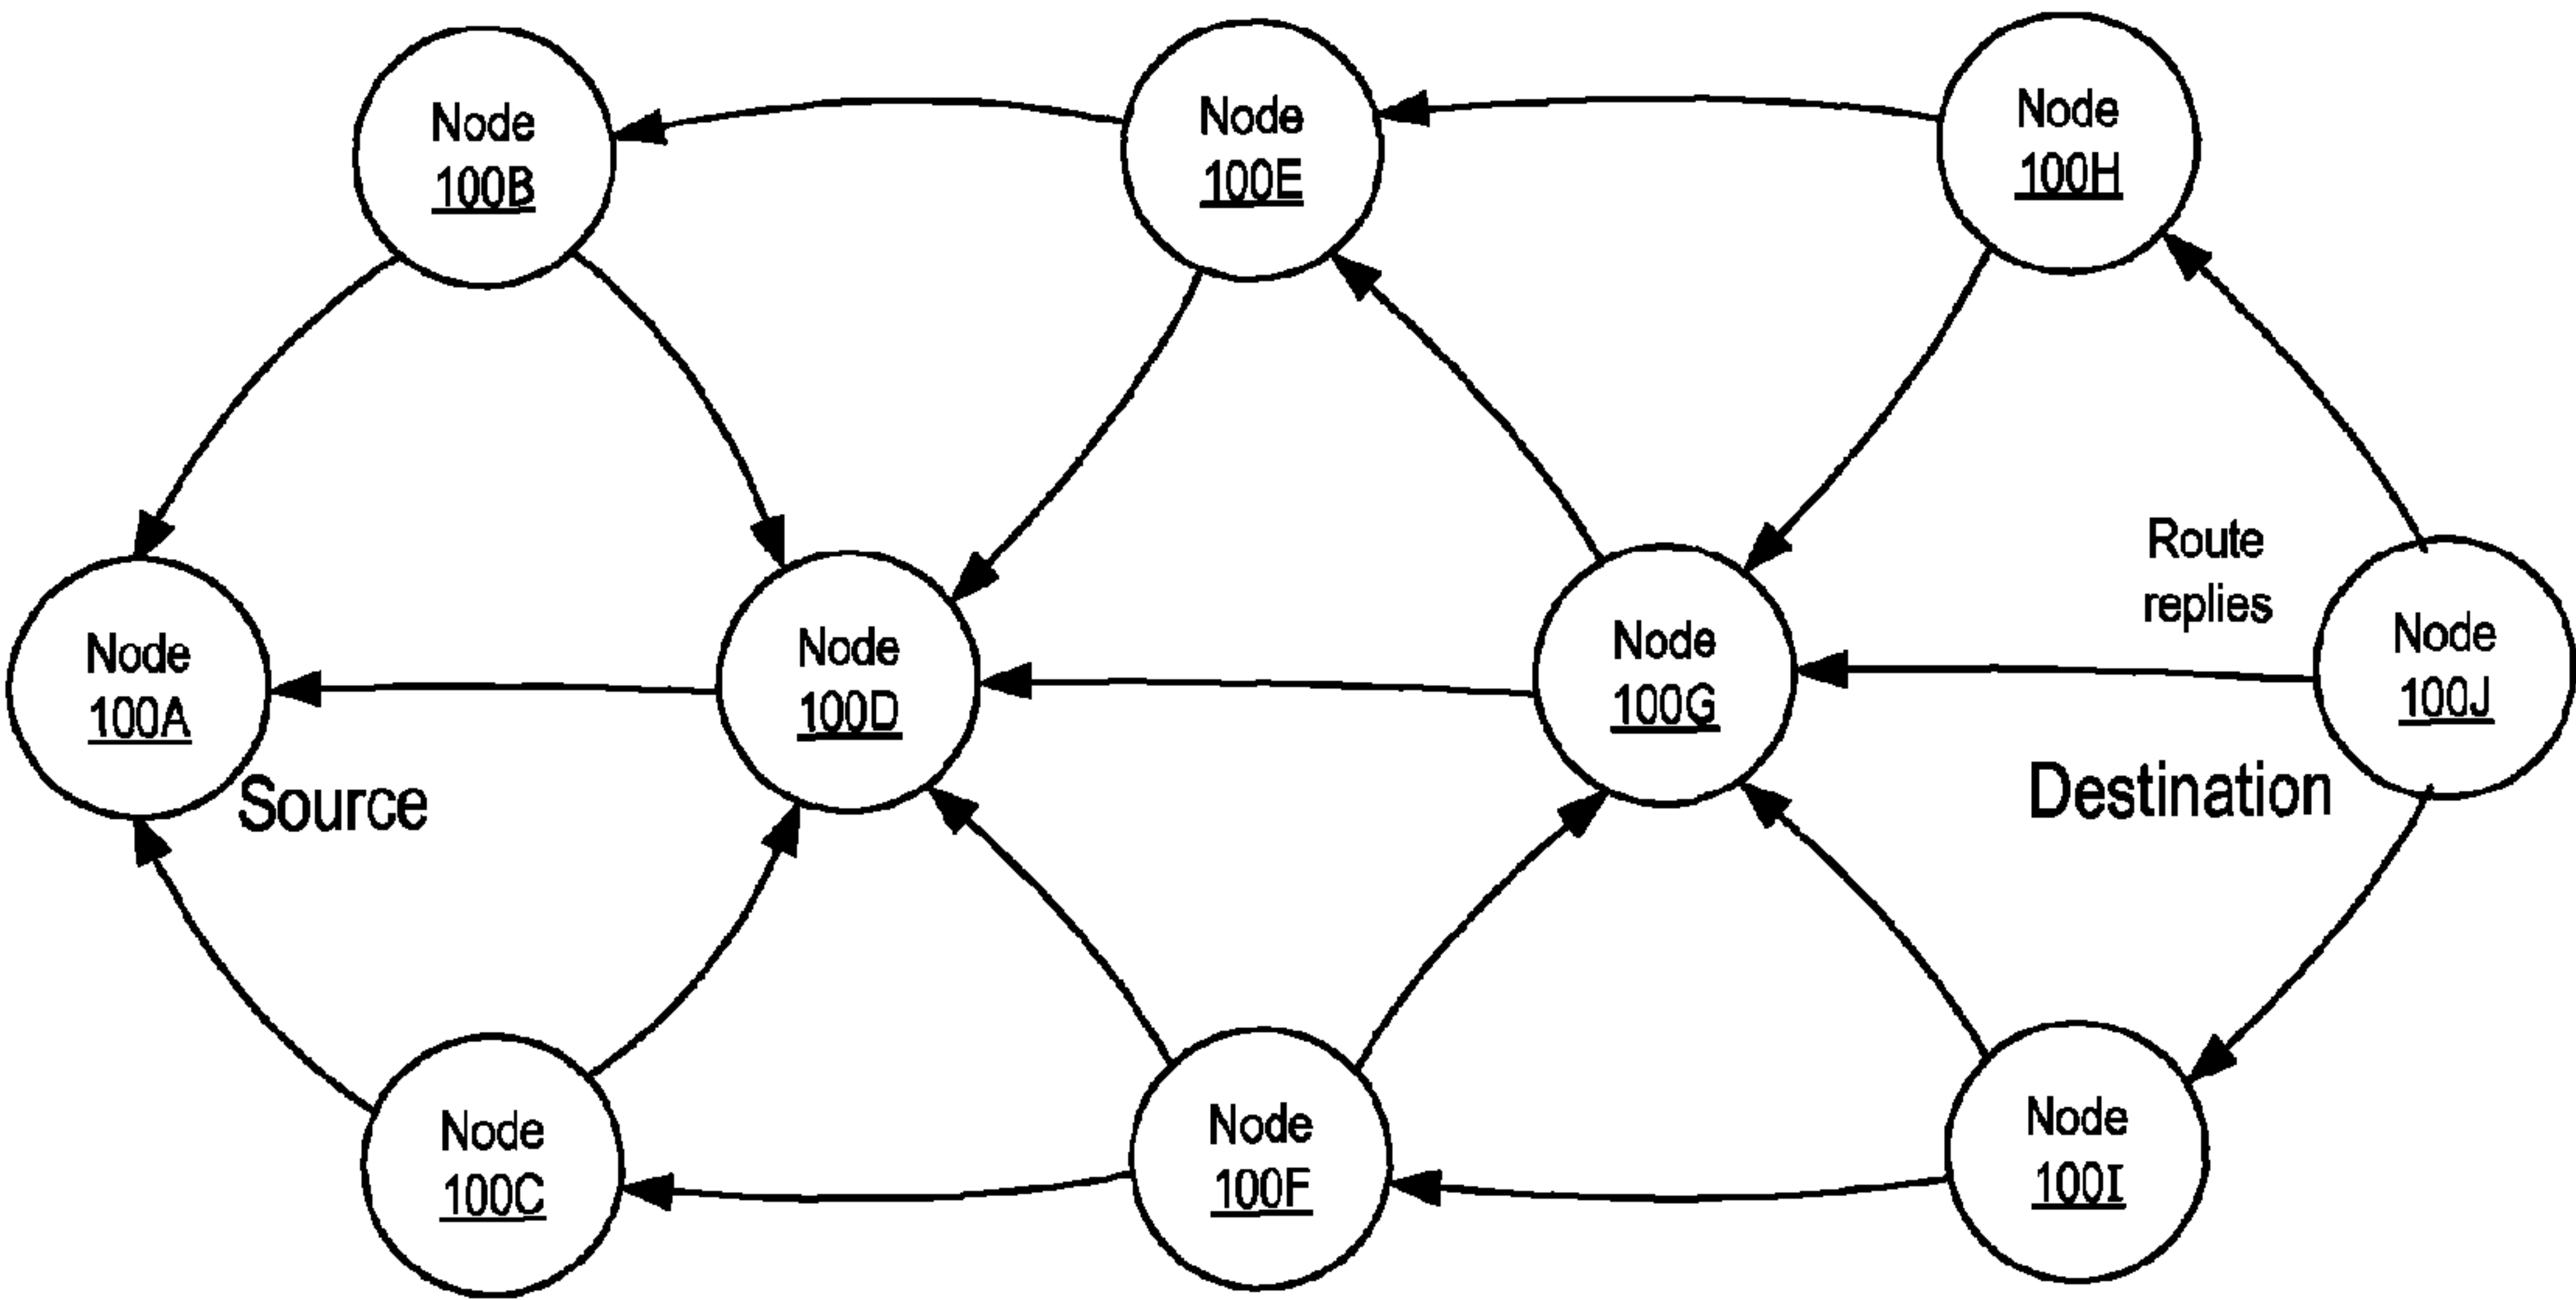 Node
100B
Node
100E
Node
100H
Node
100A
Source
Node
100D
Node
100G
Route
replies
Node
100J
Destination
Node
100C
Node
100F
Node
100I